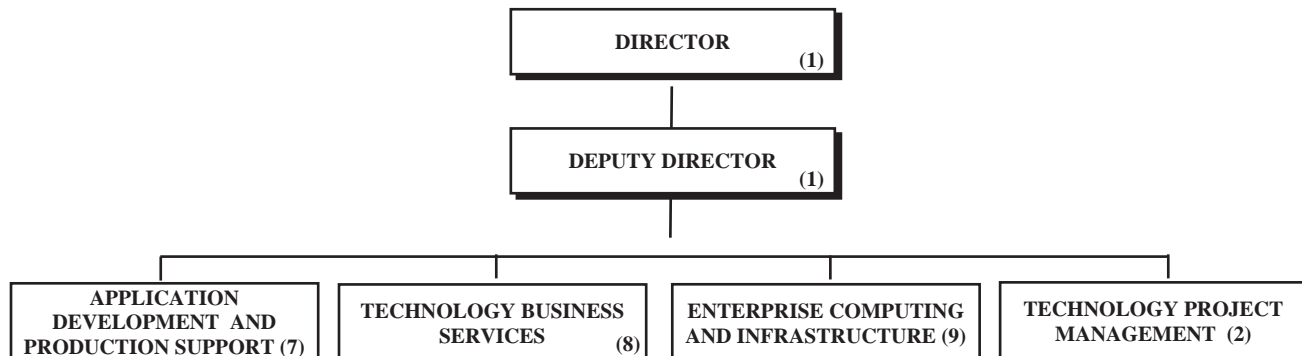 DIRECTOR
(1)
DEPUTY DIRECTOR
(1)
APPLICATION
DEVELOPMENT AND
PRODUCTION SUPPORT (7)
TECHNOLOGY BUSINESS
SERVICES
(8)
ENTERPRISE COMPUTING
AND INFRASTRUCTURE (9)
TECHNOLOGY PROJECT
MANAGEMENT (2)